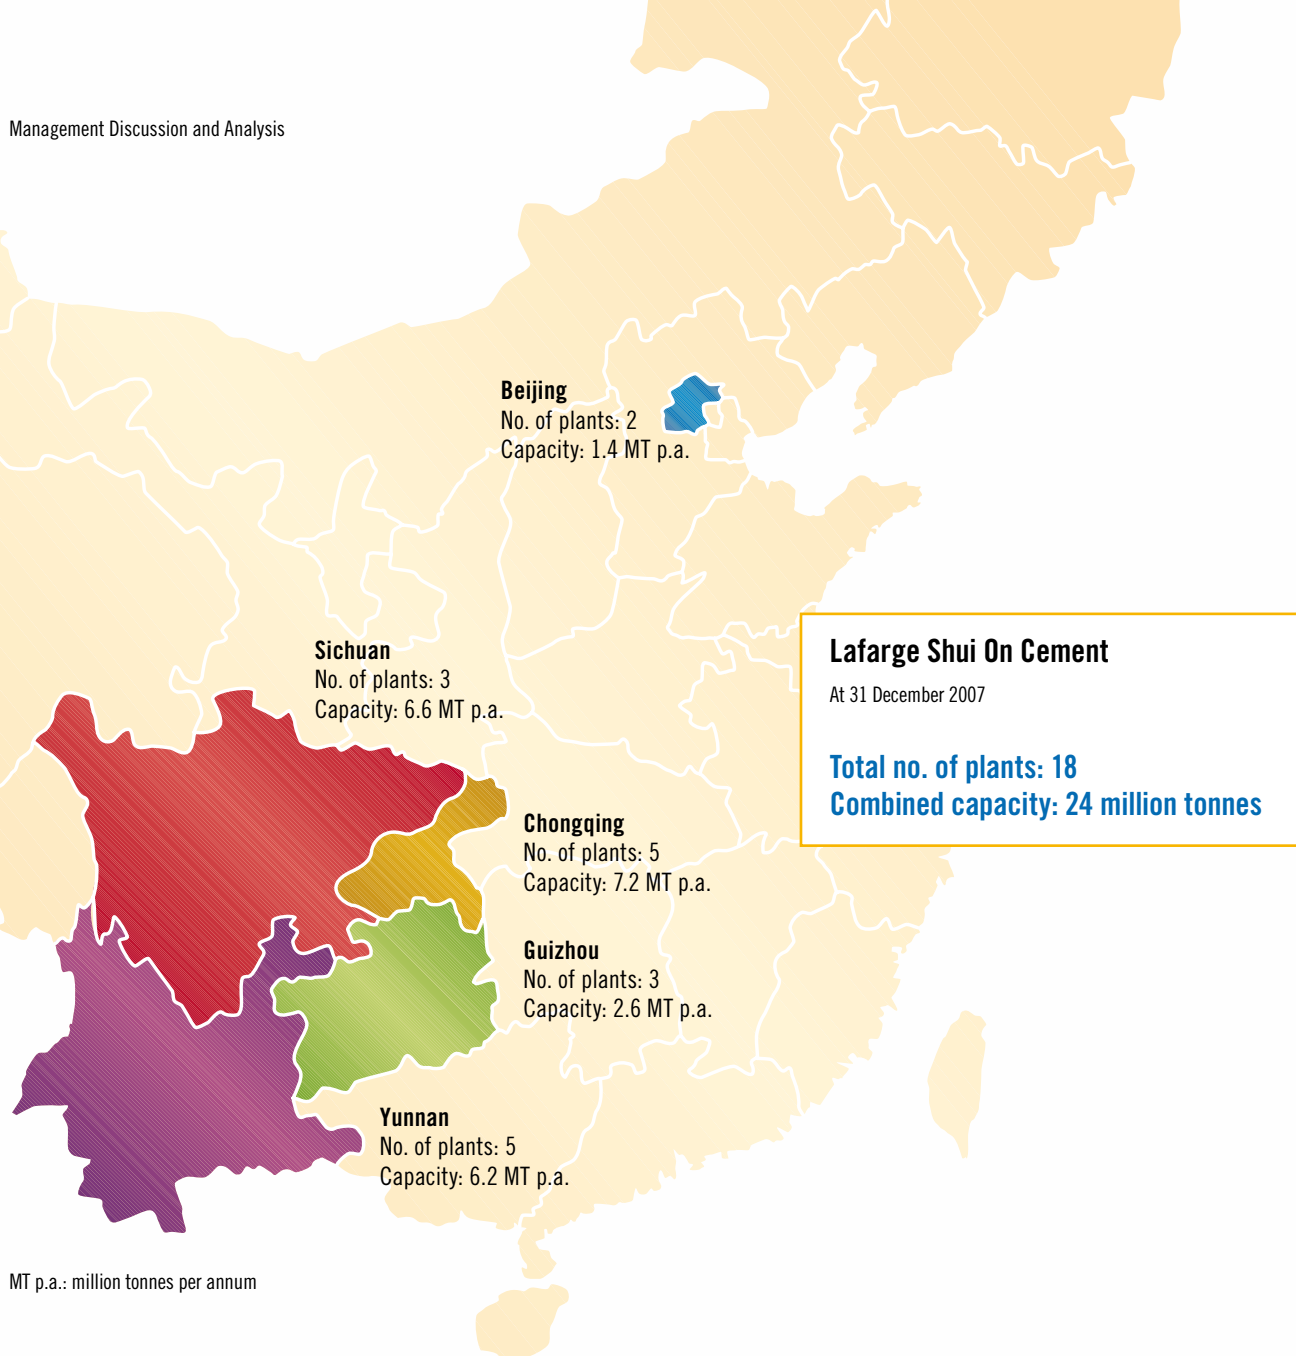 Management Discussion and Analysis
Beijing
No. of plants: 2
Capacity: 1.4 MT p.a.
Sichuan
No. of plants: 3
Capacity: 6.6 MT p.a.
Lafarge Shui On Cement
At 31 December 2007
Total no. of plants: 18
Combined capacity: 24 million tonnes
Chongqing
No. of plants: 5
Capacity: 7.2 MT p.a.
Guizhou
No. of plants: 3
Capacity: 2.6 MT p.a.
Yunnan
No. of plants: 5
Capacity: 6.2 MT p.a.
MT p.a.: million tonnes per annum